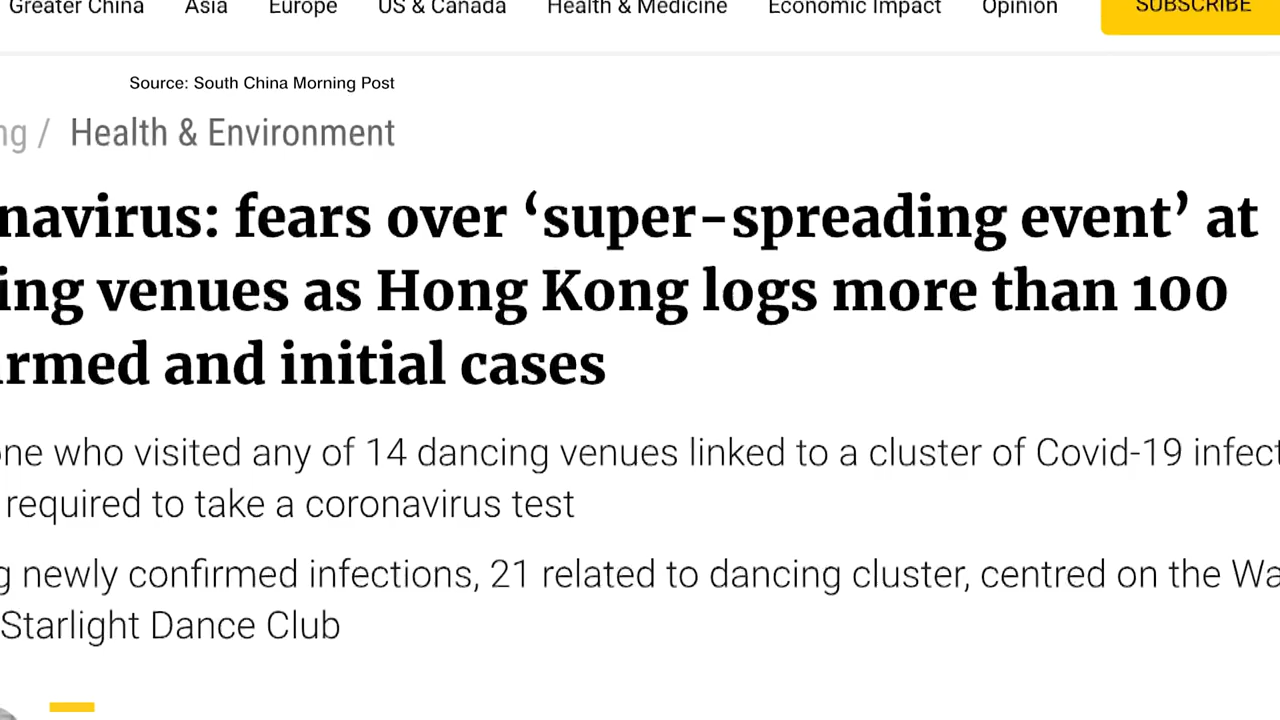 Greater China Asia Europe US & Canada Health & Medicine Economic Impact Opinion SUBSCRIBE
Source: South China Morning Post
ng / Health & Environment
navirus: fears over ‘super-spreading event’ at
ing venues as Hong Kong logs more than 100
rmed and initial cases
one who visited any of 14 dancing venues linked to a cluster of Covid-19 infect
required to take a coronavirus test
g newly confirmed infections, 21 related to dancing cluster, centred on the Wa
Starlight Dance Club